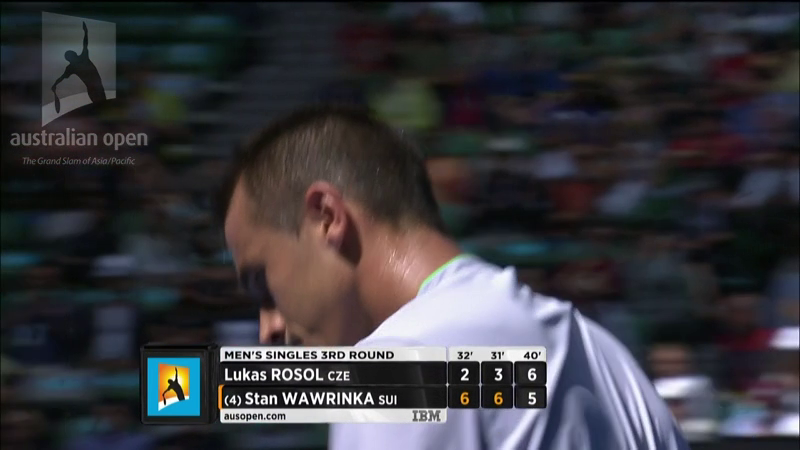 australian open
The Grand Slam of Asia/Pacific
MEN'S SINGLES 3RD ROUND 32' 31' 40'
Lukas ROSOL CZE 2 3 6
(4) Stan WAWRINKA SUI 6 6 5
ausopen.com IBM